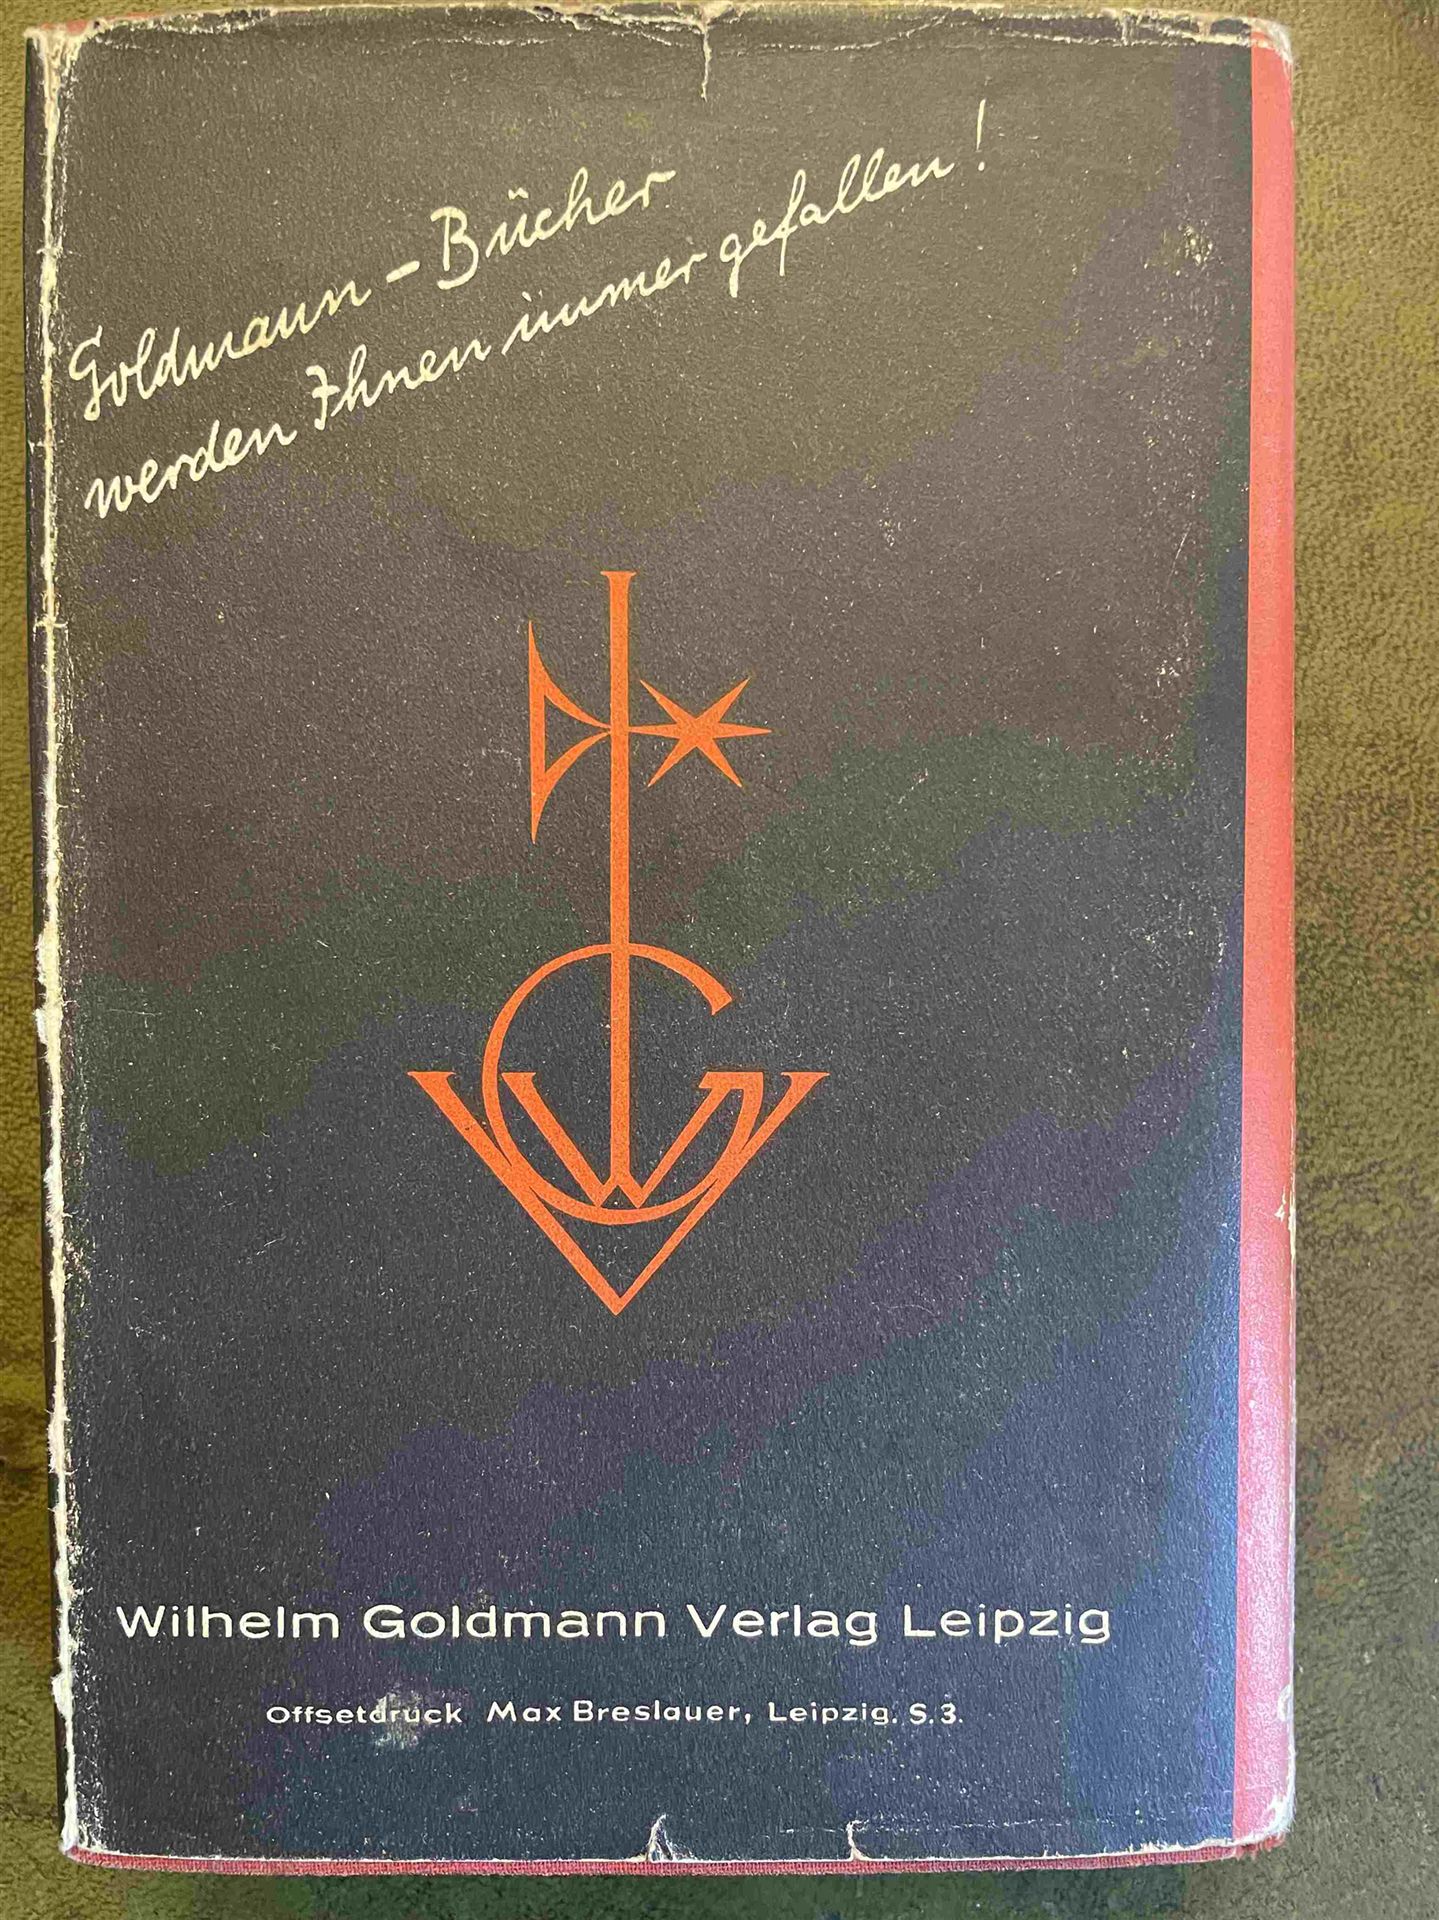 Goldmann-Bücher
werden Ihnen immer gefallen!
Wilhelm Goldmann Verlag Leipzig
Offsetdruck Max Breslauer, Leipzig. S.3.